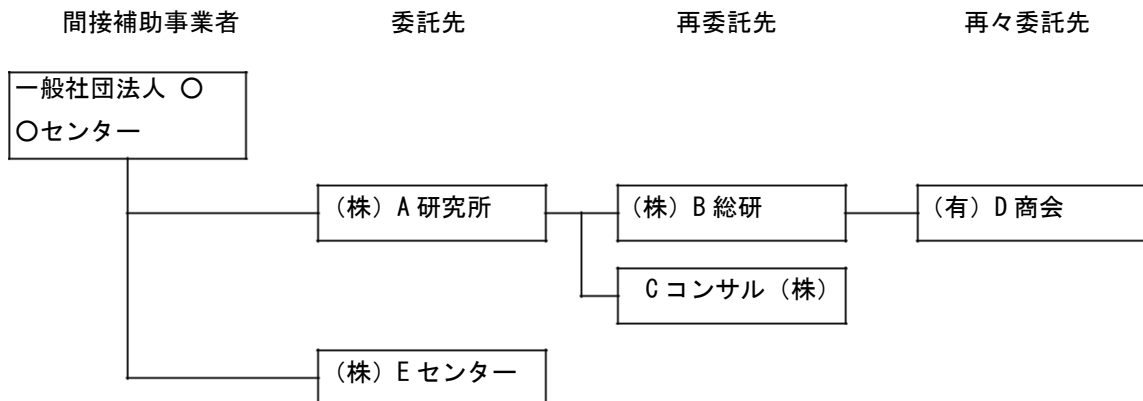 間接補助事業者 委託先 再委託先 再々委託先
一般社団法人 〇
〇センター
（株）A研究所 （株）B総研 （有）D商会
Cコンサル（株）
（株）Eセンター